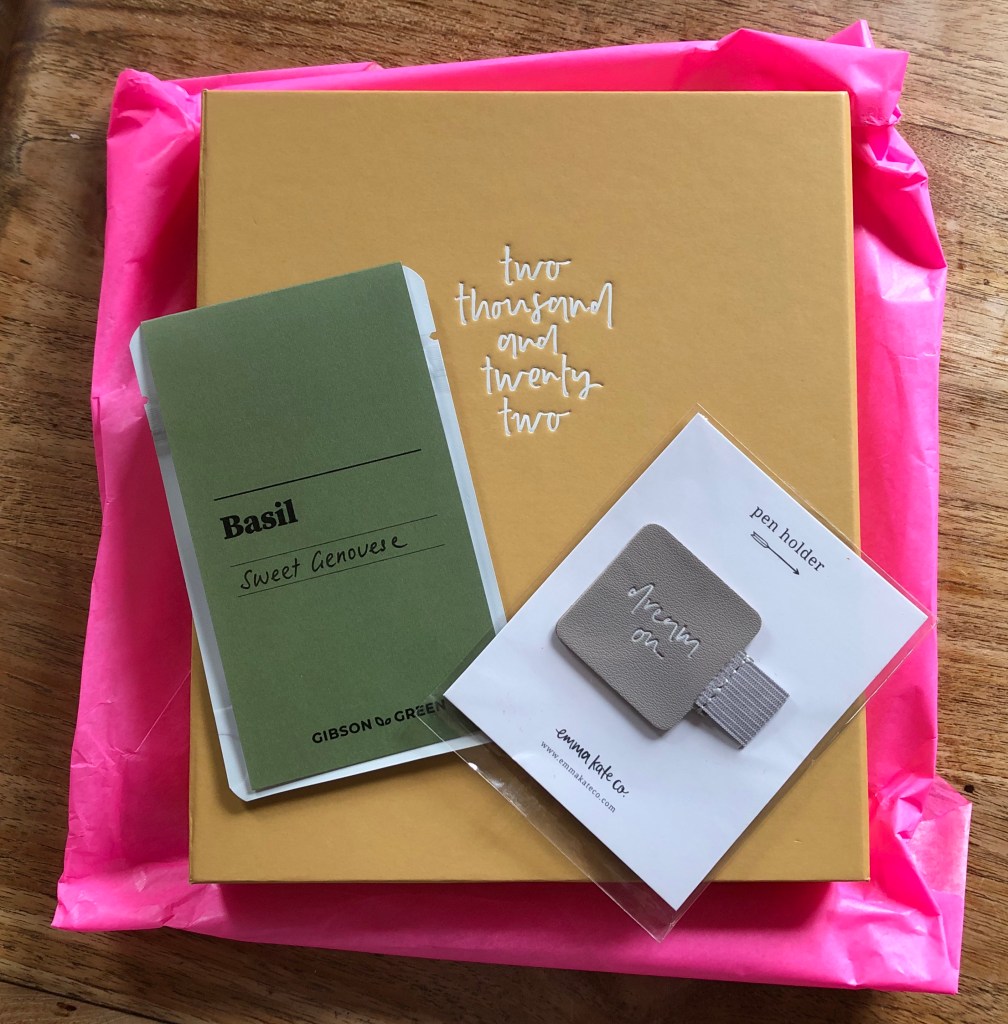 two
thousand
and
twenty
two
Basil
Sweet Genovese
GIBSON GREEN
pen holder
dream
on
emma kate co.
www.emmakateco.com